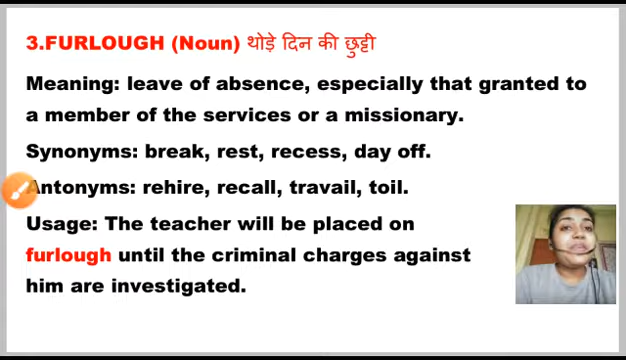 3.FURLOUGH (Noun) थोड़े दिन की छुट्टी
Meaning: leave of absence, especially that granted to
a member of the services or a missionary.
Synonyms: break, rest, recess, day off.
Antonyms: rehire, recall, travail, toil.
Usage: The teacher will be placed on
furlough until the criminal charges against
him are investigated.